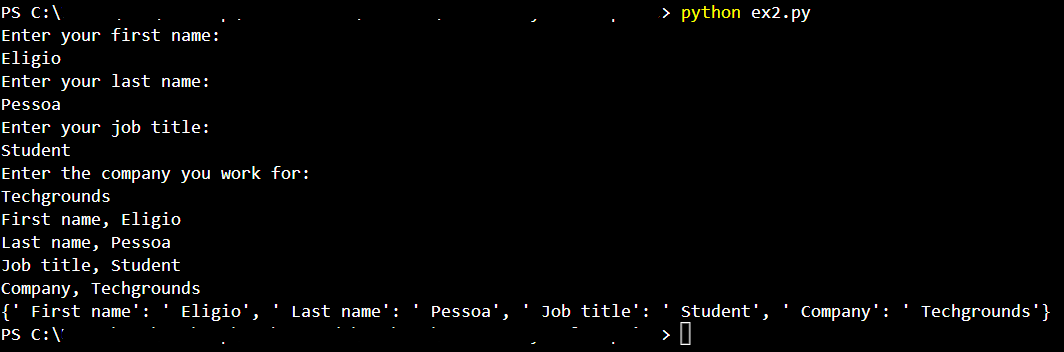 PS C:\ > python ex2.py
Enter your first name:
Eligio
Enter your last name:
Pessoa
Enter your job title:
Student
Enter the company you work for:
Techgrounds
First name, Eligio
Last name, Pessoa
Job title, Student
Company, Techgrounds
{' First name': ' Eligio', ' Last name': ' Pessoa', ' Job title': ' Student', ' Company': ' Techgrounds'}
PS C:\ >